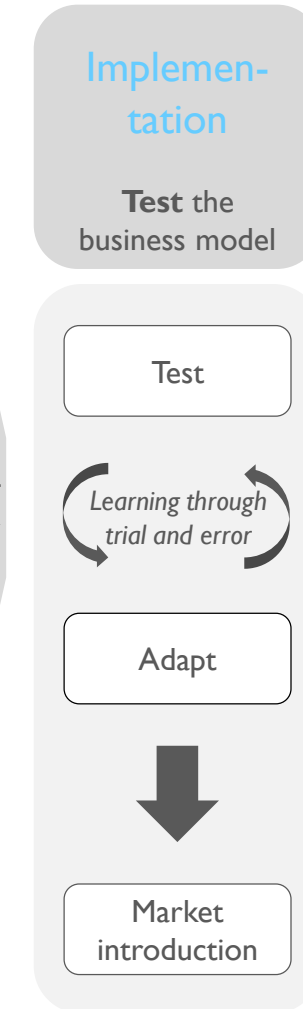 Implemen-
tation
Test the
business model
Test
Learning through
trial and error
Adapt
Market
introduction